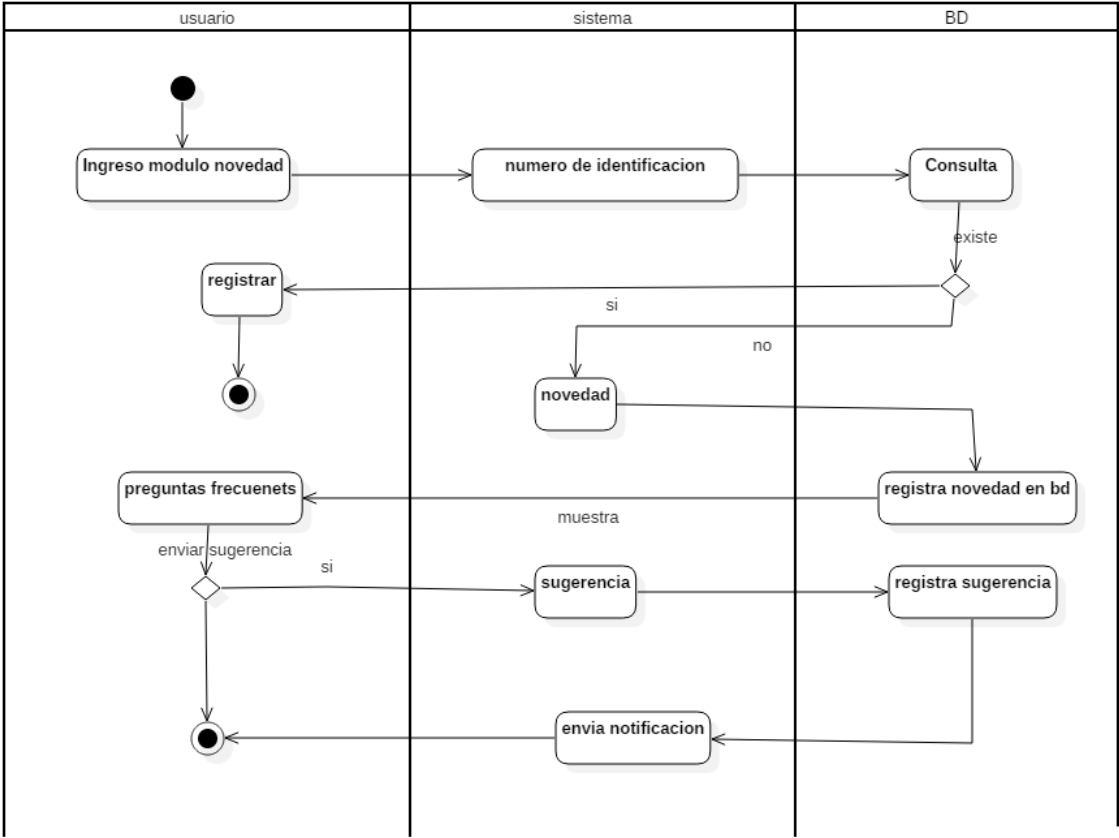 usuario
sistema
BD
Ingreso modulo novedad
numero de identificacion
Consulta
existe
registrar
si
no
novedad
preguntas frecuenets
registra novedad en bd
muestra
enviar sugerencia
si
sugerencia
registra sugerencia
envia notificacion